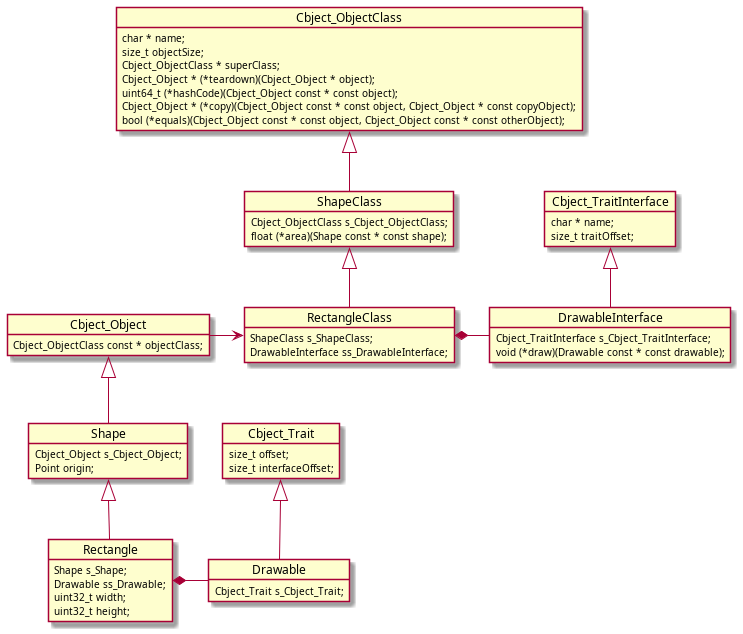 Cbject_ObjectClass
char * name;
size_t objectSize;
Cbject_ObjectClass * superClass;
Cbject_Object * (*teardown)(Cbject_Object * object);
uint64_t (*hashCode)(Cbject_Object const * const object);
Cbject_Object * (*copy)(Cbject_Object const * const object, Cbject_Object * const copyObject);
bool (*equals)(Cbject_Object const * const object, Cbject_Object const * const otherObject);
ShapeClass
Cbject_ObjectClass s_Cbject_ObjectClass;
float (*area)(Shape const * const shape);
Cbject_TraitInterface
char * name;
size_t traitOffset;
Cbject_Object
Cbject_ObjectClass const * objectClass;
RectangleClass
ShapeClass s_ShapeClass;
DrawableInterface ss_DrawableInterface;
DrawableInterface
Cbject_TraitInterface s_Cbject_TraitInterface;
void (*draw)(Drawable const * const drawable);
Shape
Cbject_Object s_Cbject_Object;
Point origin;
Cbject_Trait
size_t offset;
size_t interfaceOffset;
Rectangle
Shape s_Shape;
Drawable ss_Drawable;
uint32_t width;
uint32_t height;
Drawable
Cbject_Trait s_Cbject_Trait;